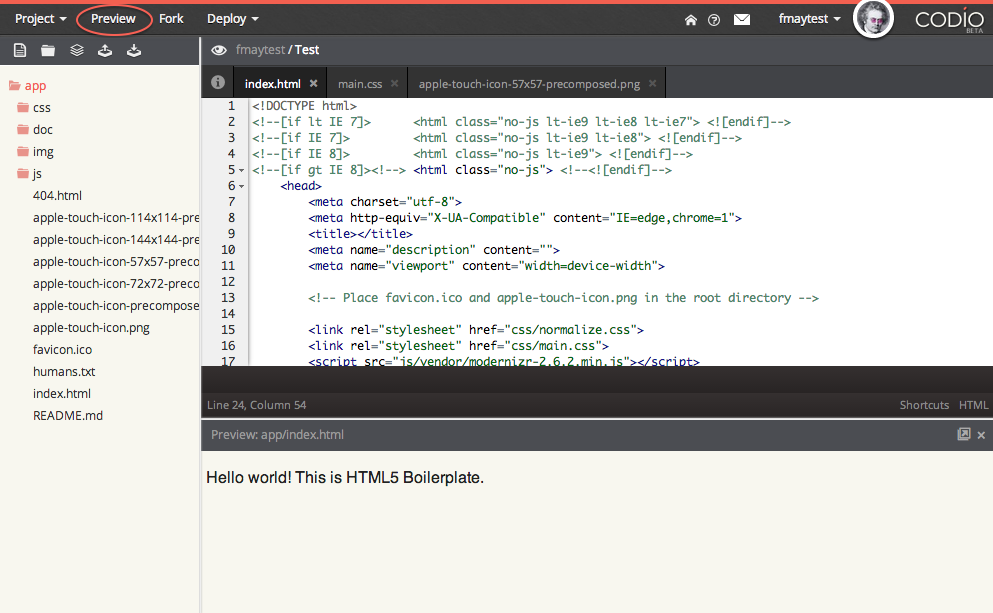 Project Preview Fork Deploy fmaytest CODIO
BETA
fmaytest / Test
index.html main.css apple-touch-icon-57x57-precomposed.png
app
css
doc
img
js
404.html
apple-touch-icon-114x114-pre
apple-touch-icon-144x144-pre
apple-touch-icon-57x57-preco
apple-touch-icon-72x72-preco
apple-touch-icon-precompose
apple-touch-icon.png
favicon.ico
humans.txt
index.html
README.md
1 <!DOCTYPE html>
2 <!--[if lt IE 7]> <html class="no-js lt-ie9 lt-ie8 lt-ie7"> <![endif]-->
3 <!--[if IE 7]> <html class="no-js lt-ie9 lt-ie8"> <![endif]-->
4 <!--[if IE 8]> <html class="no-js lt-ie9"> <![endif]-->
5 <!--[if gt IE 8]><!--> <html class="no-js"> <!--<![endif]-->
6 <head>
7 <meta charset="utf-8">
8 <meta http-equiv="X-UA-Compatible" content="IE=edge,chrome=1">
9 <title></title>
10 <meta name="description" content="">
11 <meta name="viewport" content="width=device-width">
12
13 <!-- Place favicon.ico and apple-touch-icon.png in the root directory -->
14
15 <link rel="stylesheet" href="css/normalize.css">
16 <link rel="stylesheet" href="css/main.css">
17 <script src="js/vendor/modernizr-2.6.2.min.js"></script>
Line 24, Column 54 Shortcuts HTML
Preview: app/index.html
Hello world! This is HTML5 Boilerplate.